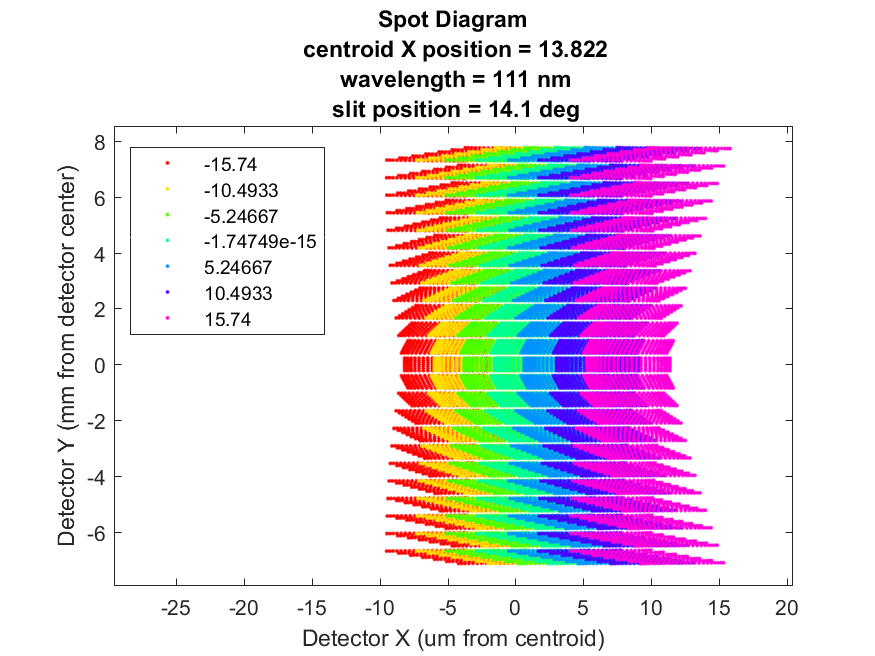 Spot Diagram
centroid X position = 13.822
wavelength = 111 nm
slit position = 14.1 deg
-15.74
-10.4933
-5.24667
-1.74749e-15
5.24667
10.4933
15.74
8
6
4
2
0
-2
-4
-6
Detector Y (mm from detector center)
-25 -20 -15 -10 -5 0 5 10 15 20
Detector X (um from centroid)